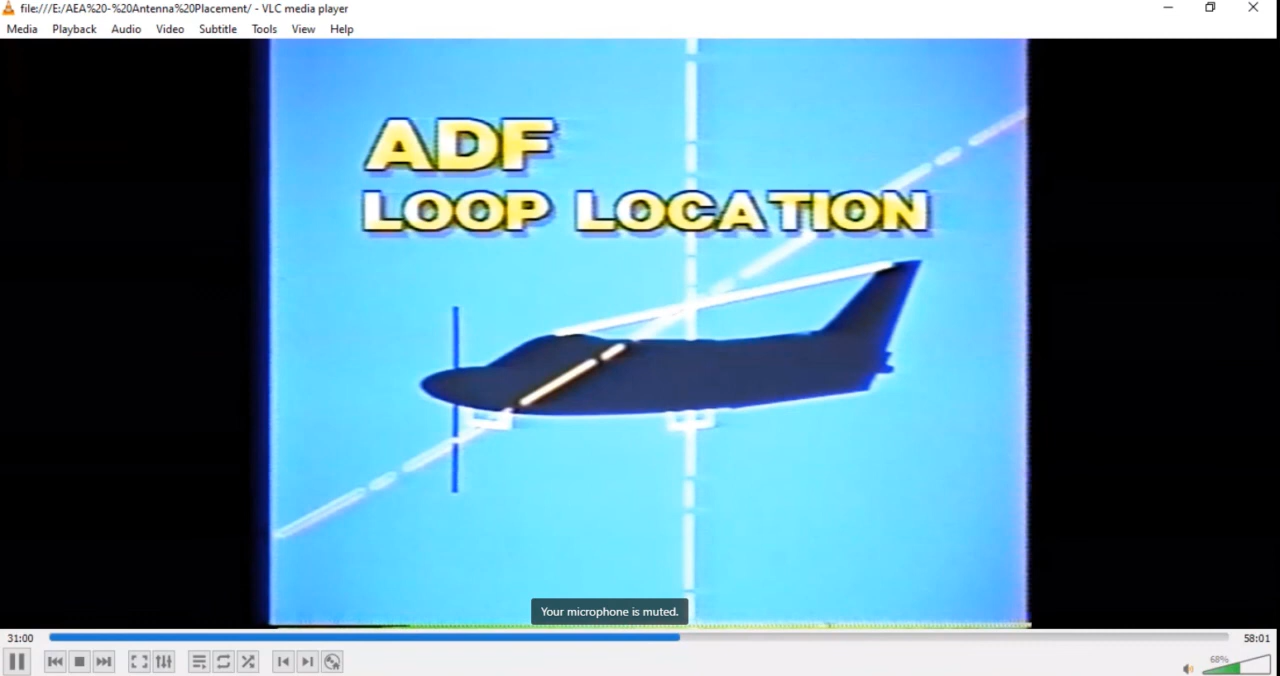 file:///E:/AEA%20-%20Antenna%20Placement/ - VLC media player
Media Playback Audio Video Subtitle Tools View Help
ADF
LOOP LOCATION
Your microphone is muted.
31:00
58:01
68%